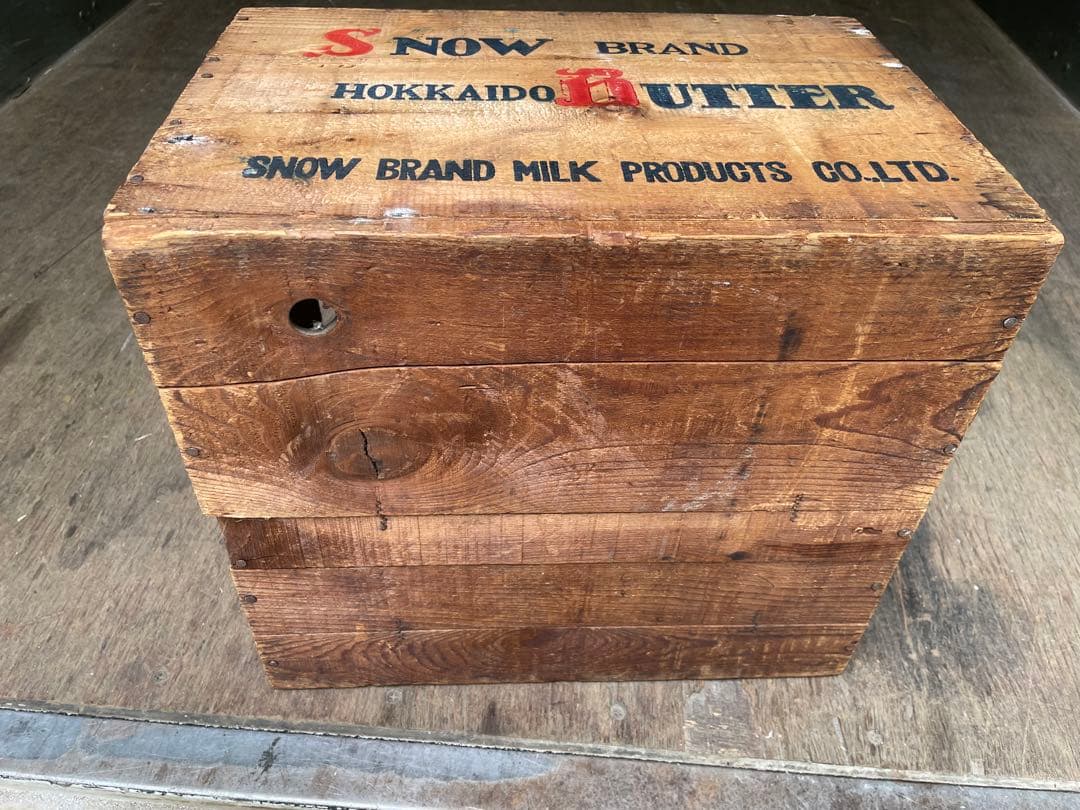 SNOW BRAND
HOKKAIDO BUTTER
SNOW BRAND MILK PRODUCTS CO.,LTD.